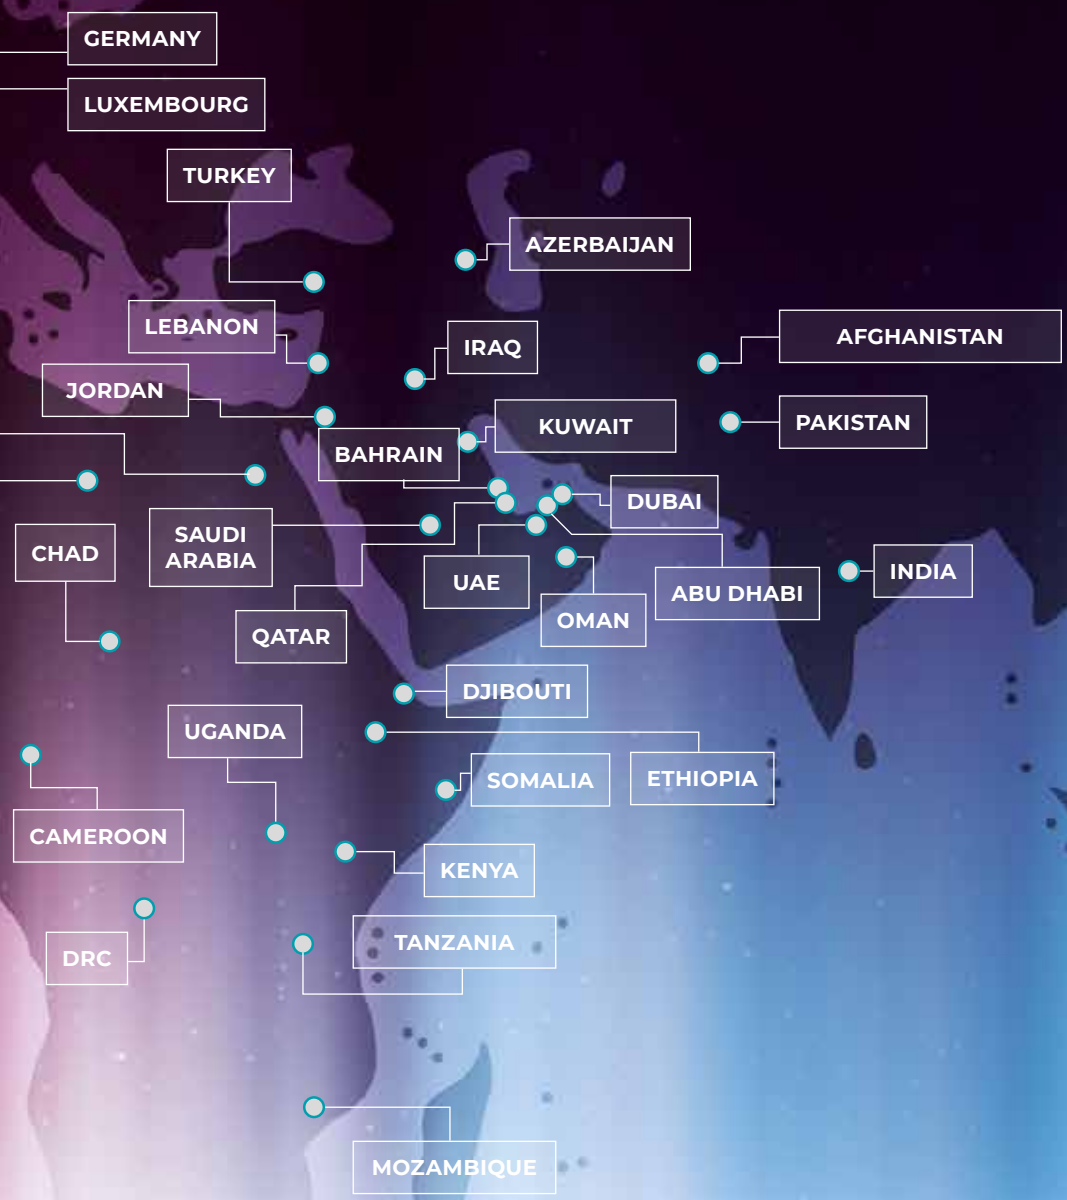 GERMANY
LUXEMBOURG
TURKEY
AZERBAIJAN
LEBANON
IRAQ
AFGHANISTAN
JORDAN
KUWAIT
PAKISTAN
BAHRAIN
DUBAI
CHAD
SAUDI
ARABIA
UAE
ABU DHABI
INDIA
OMAN
QATAR
DJIBOUTI
UGANDA
SOMALIA
ETHIOPIA
CAMEROON
KENYA
TANZANIA
DRC
MOZAMBIQUE